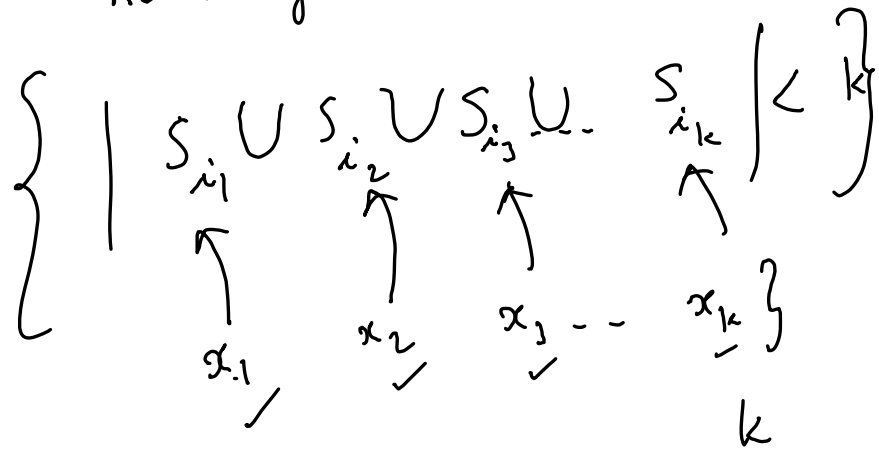 { | S_{i_1} ∪ S_{i_2} ∪ S_{i_3} ∪ --- S_{i_k} | < k }
x_1 ✓ x_2 ✓ x_3 ✓ -- x_k ✓ }
k